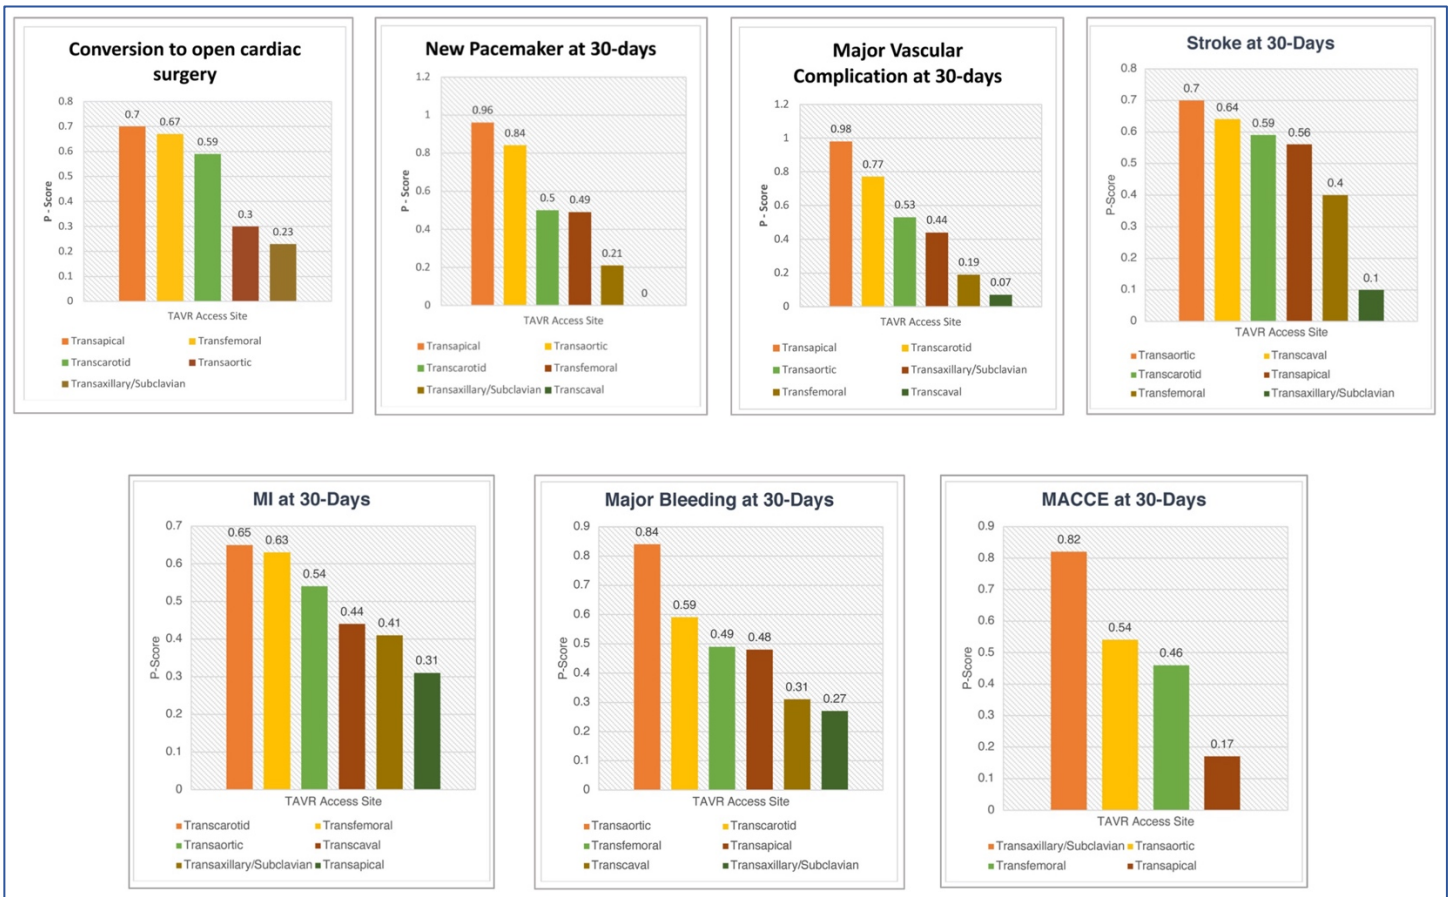 Conversion to open cardiac
surgery
0.8
0.7
0.6
0.5
0.4
0.3
0.2
0.1
0
P - Score
0.7
0.67
0.59
0.3
0.23
TAVR Access Site
Transapical
Transfemoral
Transcarotid
Transaortic
Transaxillary/Subclavian
New Pacemaker at 30-days
1.2
1
0.8
0.6
0.4
0.2
0
P - Score
0.96
0.84
0.5
0.49
0.21
0
TAVR Access Site
Transapical
Transaortic
Transcarotid
Transfemoral
Transaxillary/Subclavian
Transcaval
Major Vascular
Complication at 30-days
1.2
1
0.8
0.6
0.4
0.2
0
P - Score
0.98
0.77
0.53
0.44
0.19
0.07
TAVR Access Site
Transapical
Transcarotid
Transaortic
Transaxillary/Subclavian
Transfemoral
Transcaval
Stroke at 30-Days
0.8
0.7
0.6
0.5
0.4
0.3
0.2
0.1
0
P-Score
0.7
0.64
0.59
0.56
0.4
0.1
TAVR Access Site
Transaortic
Transcaval
Transcarotid
Transapical
Transfemoral
Transaxillary/Subclavian
MI at 30-Days
0.7
0.6
0.5
0.4
0.3
0.2
0.1
0
P-Score
0.65
0.63
0.54
0.44
0.41
0.31
TAVR Access Site
Transcarotid
Transfemoral
Transaortic
Transcaval
Transaxillary/Subclavian
Transapical
Major Bleeding at 30-Days
0.9
0.8
0.7
0.6
0.5
0.4
0.3
0.2
0.1
0
P-Score
0.84
0.59
0.49
0.48
0.31
0.27
TAVR Access Site
Transaortic
Transcarotid
Transfemoral
Transapical
Transcaval
Transaxillary/Subclavian
MACCE at 30-Days
0.9
0.8
0.7
0.6
0.5
0.4
0.3
0.2
0.1
0
P-Score
0.82
0.54
0.46
0.17
TAVR Access Site
Transaxillary/Subclavian
Transaortic
Transfemoral
Transapical